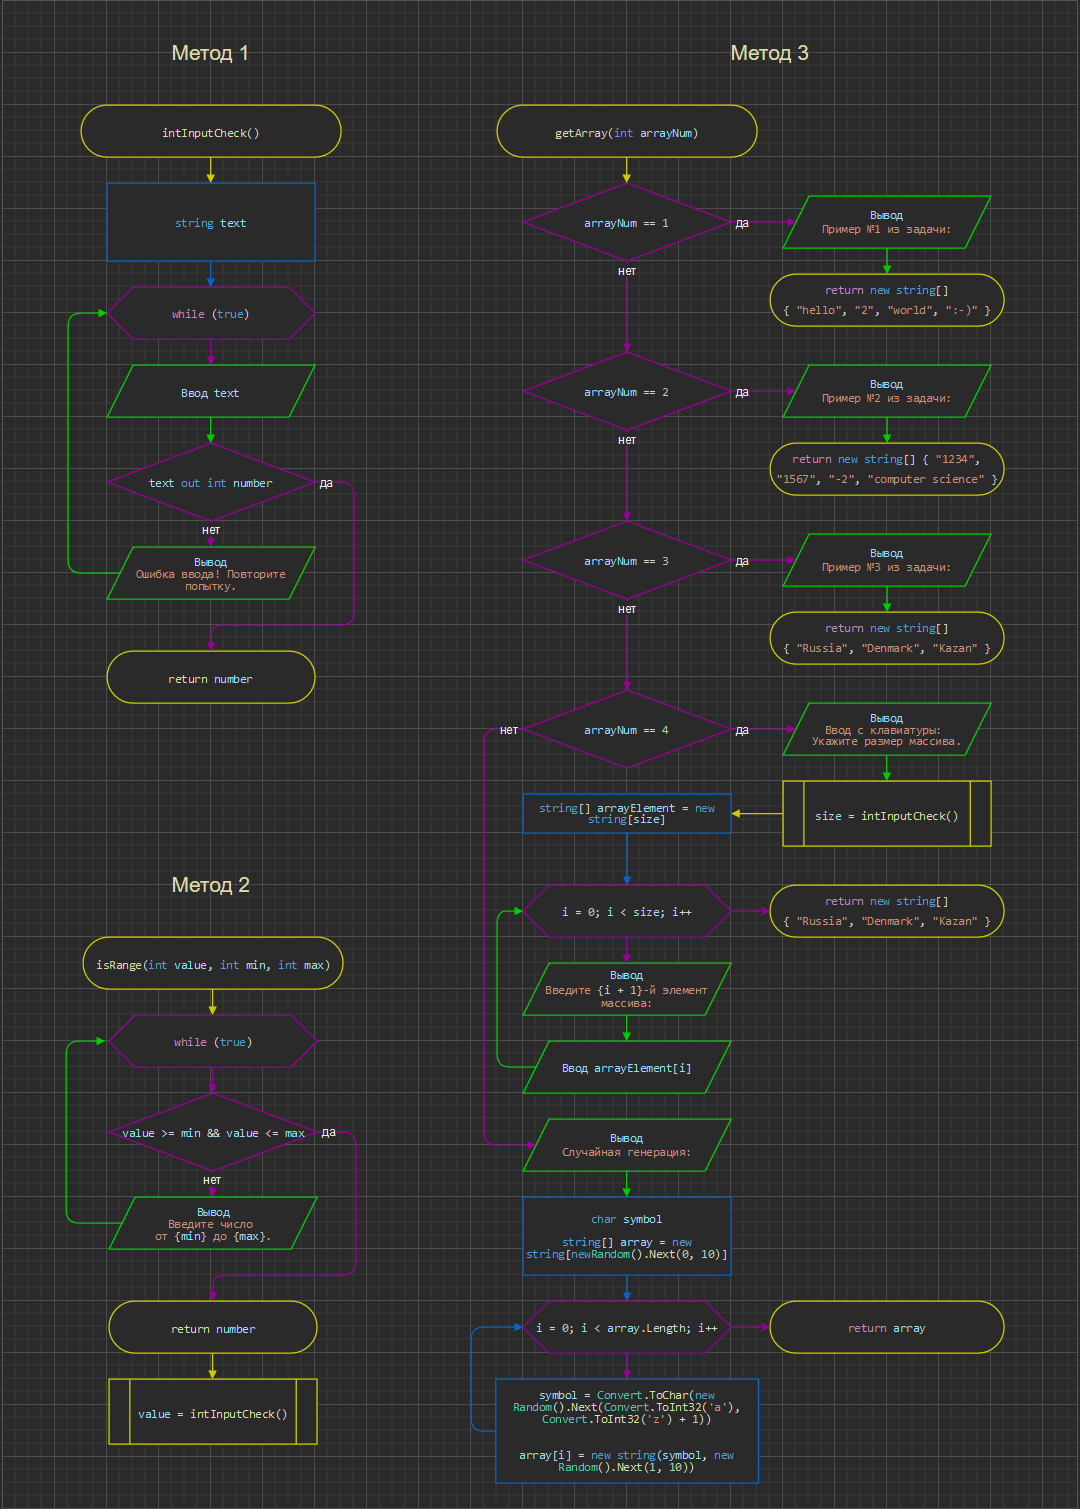 Метод 1
intInputCheck()
string text
while (true)
Ввод text
text out int number
да
нет
Вывод
Ошибка ввода! Повторите
попытку.
return number
Метод 2
isRange(int value, int min, int max)
while (true)
value >= min && value <= max
да
нет
Вывод
Введите число
от {min} до {max}.
return number
value = intInputCheck()
Метод 3
getArray(int arrayNum)
arrayNum == 1
да
Вывод
Пример №1 из задачи:
return new string[]
{ "hello", "2", "world", ":-)" }
нет
arrayNum == 2
да
Вывод
Пример №2 из задачи:
return new string[] { "1234",
"1567", "-2", "computer science" }
нет
arrayNum == 3
да
Вывод
Пример №3 из задачи:
return new string[]
{ "Russia", "Denmark", "Kazan" }
нет
нет
arrayNum == 4
да
Вывод
Ввод с клавиатуры:
Укажите размер массива.
size = intInputCheck()
string[] arrayElement = new
string[size]
i = 0; i < size; i++
return new string[]
{ "Russia", "Denmark", "Kazan" }
Вывод
Введите {i + 1}-й элемент
массива:
Ввод arrayElement[i]
Вывод
Случайная генерация:
char symbol
string[] array = new
string[newRandom().Next(0, 10)]
i = 0; i < array.Length; i++
return array
symbol = Convert.ToChar(new
Random().Next(Convert.ToInt32('a'),
Convert.ToInt32('z') + 1))
array[i] = new string(symbol, new
Random().Next(1, 10))